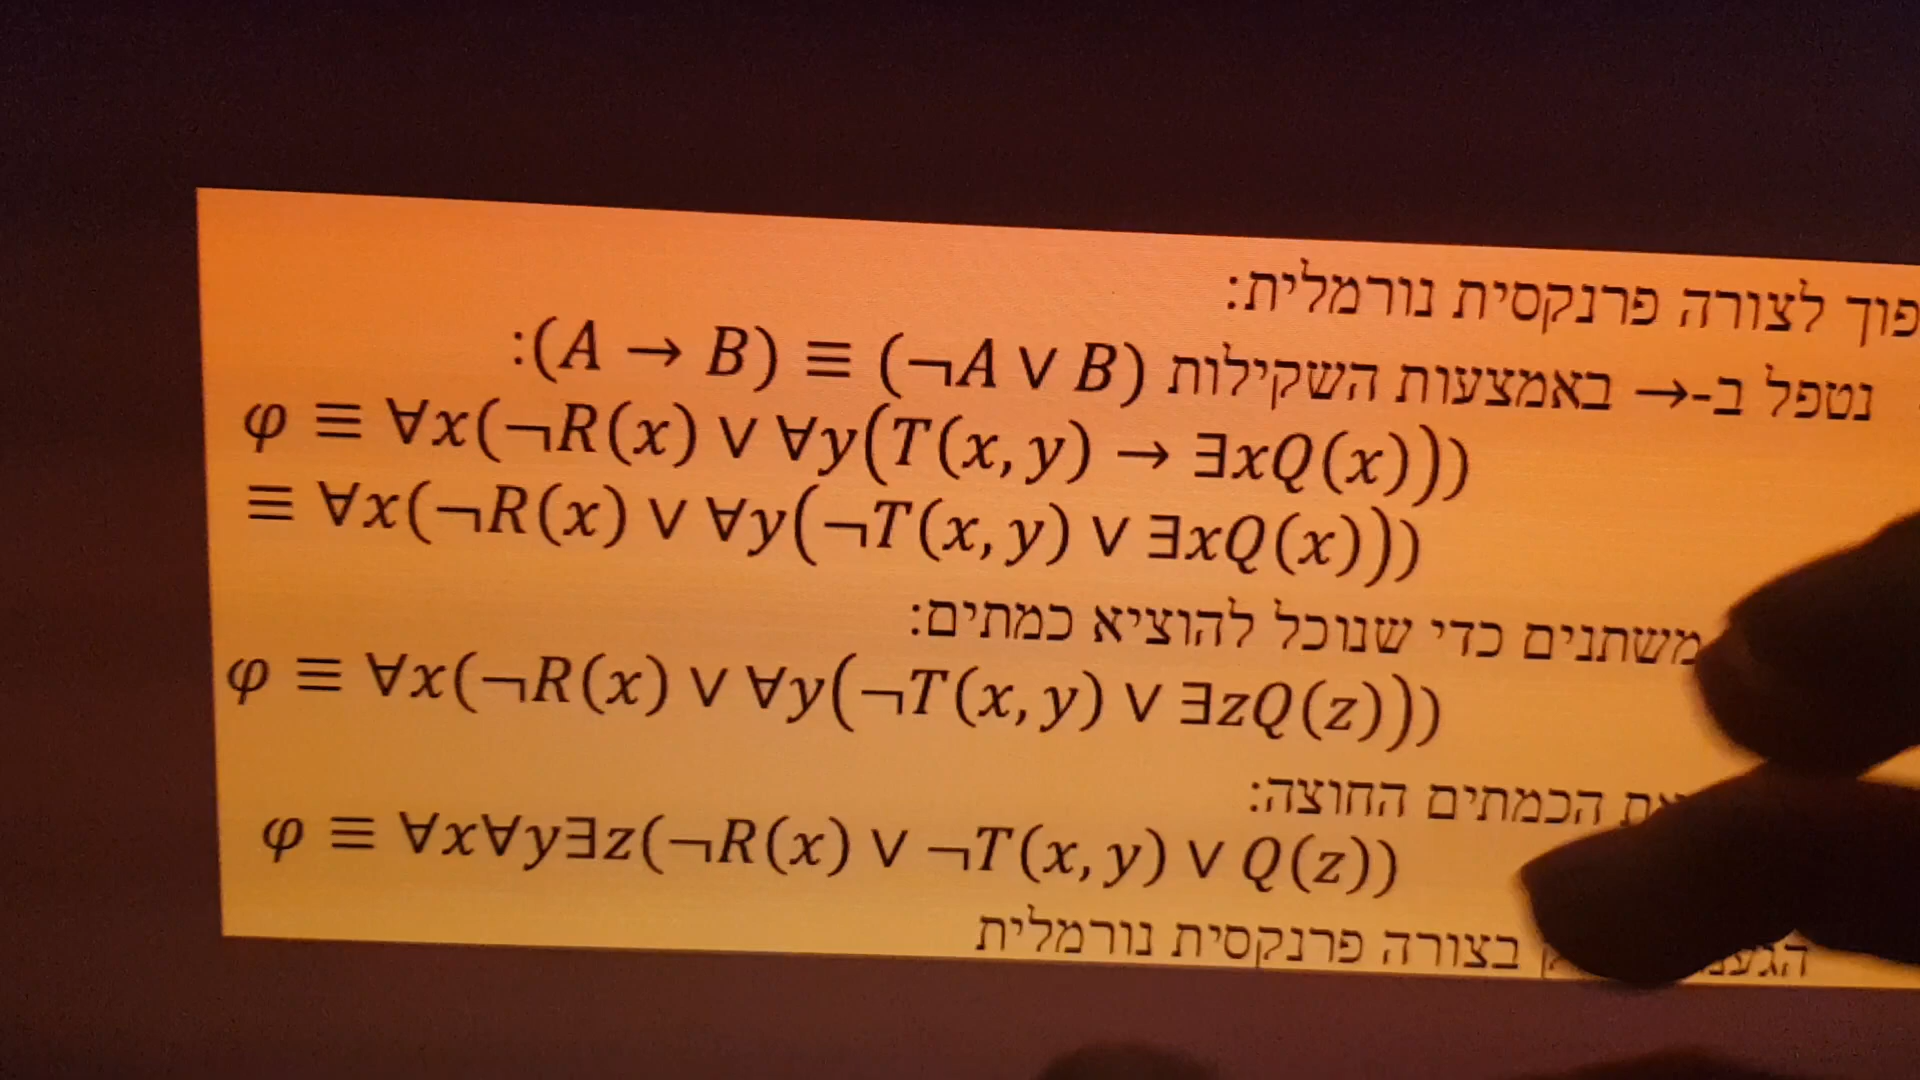 לצורה פרנקסית נורמלית:
נטפל ב-→ באמצעות השקילות (A → B) ≡ (¬A ∨ B):
φ ≡ ∀x(¬R(x) ∨ ∀y(T(x, y) → ∃xQ(x)))
≡ ∀x(¬R(x) ∨ ∀y(¬T(x, y) ∨ ∃xQ(x)))
משתנים כדי שנוכל להוציא כמתים:
φ ≡ ∀x(¬R(x) ∨ ∀y(¬T(x, y) ∨ ∃zQ(z)))
הכמתים החוצה:
φ ≡ ∀x∀y∃z(¬R(x) ∨ ¬T(x, y) ∨ Q(z))
בצורה פרנקסית נורמלית